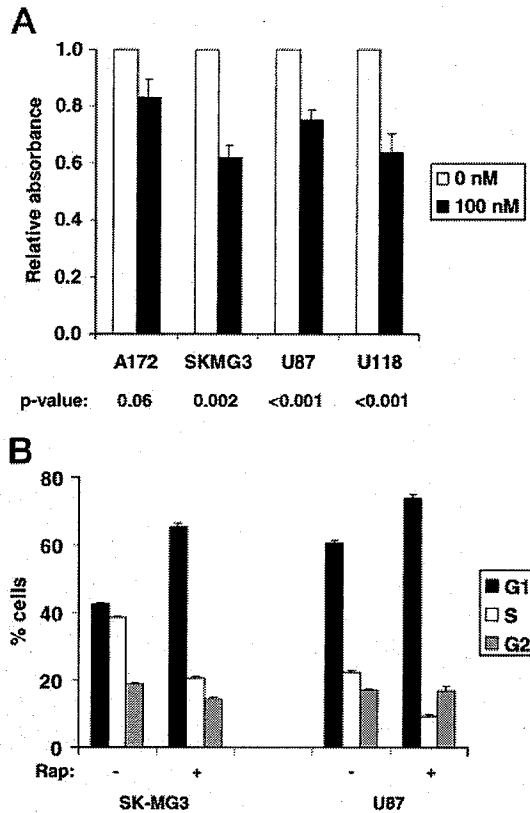 A
Relative absorbance
1.0
0.8
0.6
0.4
0.2
0.0
0 nM
100 nM
A172 SKMG3 U87 U118
p-value: 0.06 0.002 <0.001 <0.001
B
% cells
80
60
40
20
0
G1
S
G2
Rap: - + - +
SK-MG3 U87